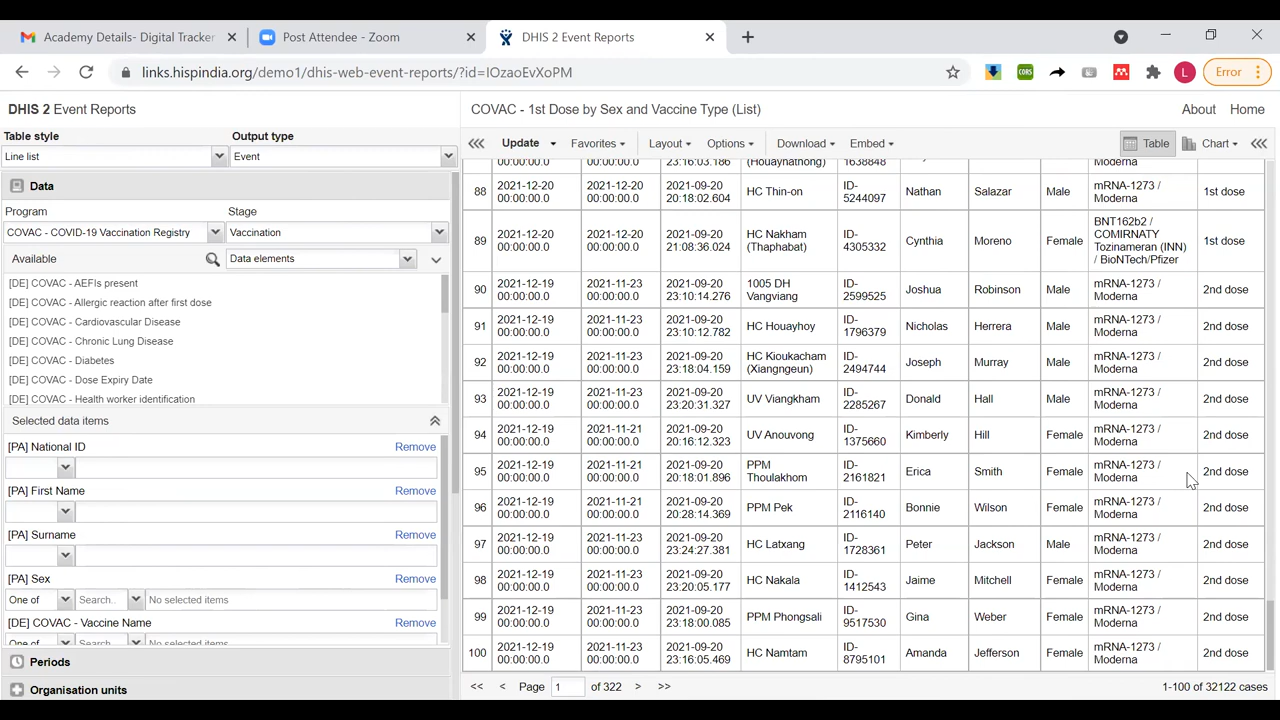 Academy Details- Digital Tracker
Post Attendee - Zoom
DHIS 2 Event Reports
links.hispindia.org/demo1/dhis-web-event-reports/?id=IOzaoEvXoPM
CORS
L
Error
DHIS 2 Event Reports
COVAC - 1st Dose by Sex and Vaccine Type (List)
About
Home
Table style
Output type
Line list
Event
Update
Favorites
Layout
Options
Download
Embed
Table
Chart
Data
Program
Stage
COVAC - COVID-19 Vaccination Registry
Vaccination
Available
Data elements
[DE] COVAC - AEFIs present
[DE] COVAC - Allergic reaction after first dose
[DE] COVAC - Cardiovascular Disease
[DE] COVAC - Chronic Lung Disease
[DE] COVAC - Diabetes
[DE] COVAC - Dose Expiry Date
[DE] COVAC - Health worker identification
Selected data items
[PA] National ID
Remove
[PA] First Name
Remove
[PA] Surname
Remove
[PA] Sex
Remove
One of
Search..
No selected items
[DE] COVAC - Vaccine Name
Remove
One of
Search
No selected items
Periods
Organisation units
00:00:00.0 00:00:00.0 23:16:03.186 (Houaynathong) 1638848 Moderna
88 2021-12-20 2021-12-20 2021-09-20 HC Thin-on ID- Nathan Salazar Male mRNA-1273 / 1st dose
00:00:00.0 00:00:00.0 20:18:02.604 5244097 Moderna
89 2021-12-20 2021-12-20 2021-09-20 HC Nakham ID- Cynthia Moreno Female BNT162b2 / 1st dose
00:00:00.0 00:00:00.0 21:08:36.024 (Thaphabat) 4305332 COMIRNATY
Tozinameran (INN)
/ BioNTech/Pfizer
90 2021-12-19 2021-11-23 2021-09-20 1005 DH ID- Joshua Robinson Male mRNA-1273 / 2nd dose
00:00:00.0 00:00:00.0 23:10:14.276 Vangviang 2599525 Moderna
91 2021-12-19 2021-11-23 2021-09-20 HC Houayhoy ID- Nicholas Herrera Male mRNA-1273 / 2nd dose
00:00:00.0 00:00:00.0 23:10:12.782 1796379 Moderna
92 2021-12-19 2021-11-23 2021-09-20 HC Kioukacham ID- Joseph Murray Male mRNA-1273 / 2nd dose
00:00:00.0 00:00:00.0 23:18:04.159 (Xiangngeun) 2494744 Moderna
93 2021-12-19 2021-11-23 2021-09-20 UV Viangkham ID- Donald Hall Male mRNA-1273 / 2nd dose
00:00:00.0 00:00:00.0 23:20:31.327 2285267 Moderna
94 2021-12-19 2021-11-21 2021-09-20 UV Anouvong ID- Kimberly Hill Female mRNA-1273 / 2nd dose
00:00:00.0 00:00:00.0 20:16:12.323 1375660 Moderna
95 2021-12-19 2021-11-21 2021-09-20 PPM ID- Erica Smith Female mRNA-1273 / 2nd dose
00:00:00.0 00:00:00.0 20:18:01.896 Thoulakhom 2161821 Moderna
96 2021-12-19 2021-11-21 2021-09-20 PPM Pek ID- Bonnie Wilson Female mRNA-1273 / 2nd dose
00:00:00.0 00:00:00.0 20:28:14.369 2116140 Moderna
97 2021-12-19 2021-11-23 2021-09-20 HC Latxang ID- Peter Jackson Male mRNA-1273 / 2nd dose
00:00:00.0 00:00:00.0 23:24:27.381 1728361 Moderna
98 2021-12-19 2021-11-23 2021-09-20 HC Nakala ID- Jaime Mitchell Female mRNA-1273 / 2nd dose
00:00:00.0 00:00:00.0 23:20:05.177 1412543 Moderna
99 2021-12-19 2021-11-23 2021-09-20 PPM Phongsali ID- Gina Weber Female mRNA-1273 / 2nd dose
00:00:00.0 00:00:00.0 23:18:00.085 9517530 Moderna
100 2021-12-19 2021-11-23 2021-09-20 HC Namtam ID- Amanda Jefferson Female mRNA-1273 / 2nd dose
00:00:00.0 00:00:00.0 23:16:05.469 8795101 Moderna
<< < Page 1 of 322 > >>
1-100 of 32122 cases